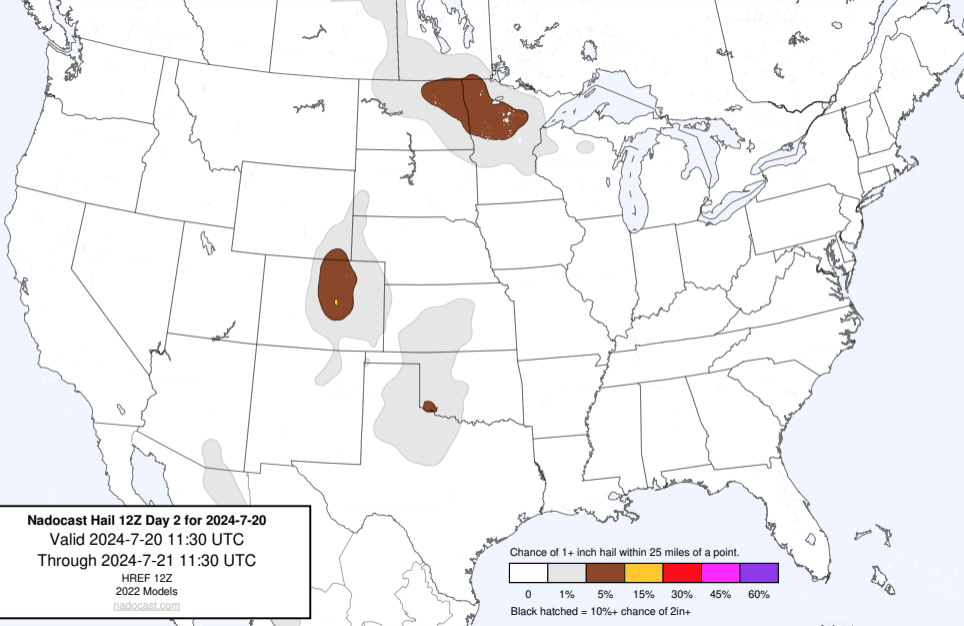 Nadocast Hail 12Z Day 2 for 2024-7-20
Valid 2024-7-20 11:30 UTC
Through 2024-7-21 11:30 UTC
HREF 12Z
2022 Models
nadocast.com
Chance of 1+ inch hail within 25 miles of a point.
0 1% 5% 15% 30% 45% 60%
Black hatched = 10%+ chance of 2in+